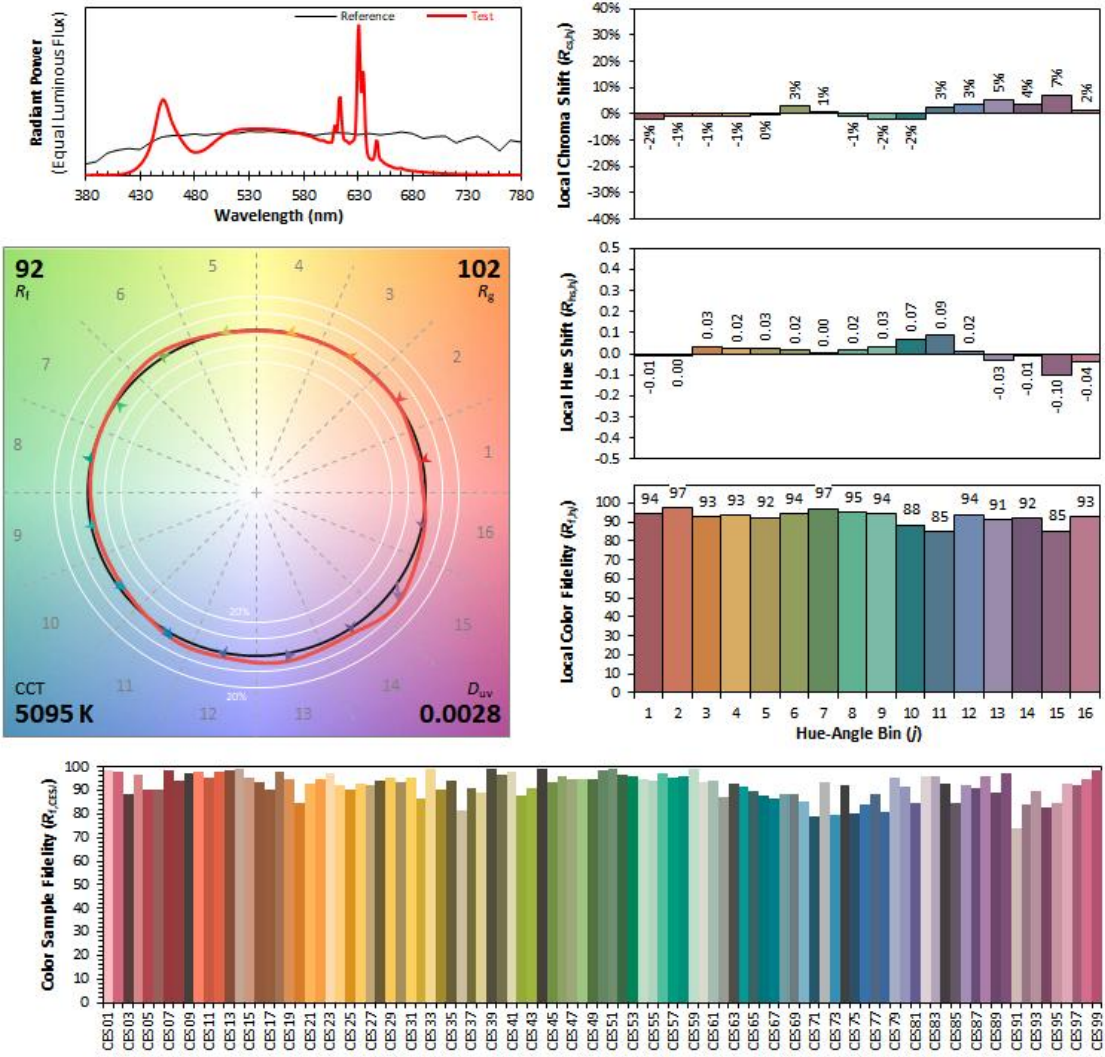 Reference
Test
Radiant Power
(Equal Luminous Flux)
380 430 480 530 580 630 680 730 780
Wavelength (nm)
Local Chroma Shift (Rcs,hj)
40%
30%
20%
10%
0%
-10%
-20%
-30%
-40%
-2% -1% -1% -1% 0% 3% 1% -1% -2% -2% 3% 3% 5% 4% 7% 2%
92
Rf
102
Rg
5 4
6 3
7 2
8 1
9 16
10 15
11 14
12 13
20%
20%
CCT
5095 K
Duv
0.0028
Local Hue Shift (Rhs,hj)
0.5
0.4
0.3
0.2
0.1
0.0
-0.1
-0.2
-0.3
-0.4
-0.5
-0.01 0.00 0.03 0.02 0.03 0.02 0.00 0.02 0.03 0.07 0.09 0.02 -0.03 -0.01 -0.10 -0.04
Local Color Fidelity (Rf,hj)
100
90
80
70
60
50
40
30
20
10
0
94 97 93 93 92 94 97 95 94 88 85 94 91 92 85 93
1 2 3 4 5 6 7 8 9 10 11 12 13 14 15 16
Hue-Angle Bin (j)
Color Sample Fidelity (Rf,CESi)
100
90
80
70
60
50
40
30
20
10
0
CES01 CES03 CES05 CES07 CES09 CES11 CES13 CES15 CES17 CES19 CES21 CES23 CES25 CES27 CES29 CES31 CES33 CES35 CES37 CES39 CES41 CES43 CES45 CES47 CES49 CES51 CES53 CES55 CES57 CES59 CES61 CES63 CES65 CES67 CES69 CES71 CES73 CES75 CES77 CES79 CES81 CES83 CES85 CES87 CES89 CES91 CES93 CES95 CES97 CES99